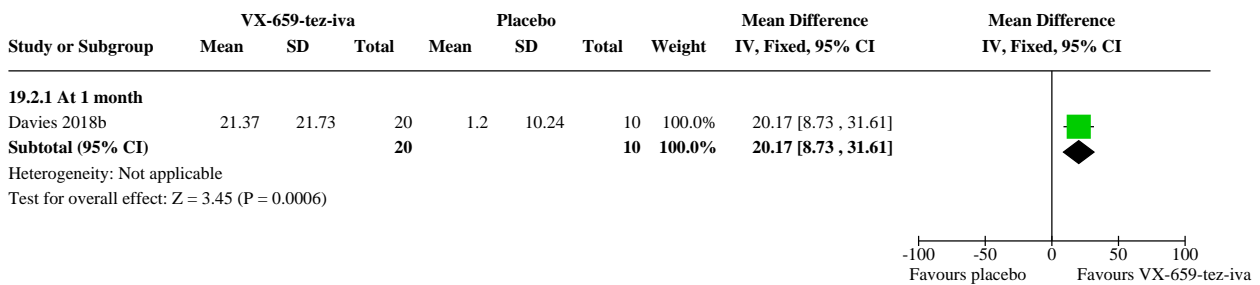 VX-659-tez-iva Placebo Mean Difference Mean Difference
Study or Subgroup Mean SD Total Mean SD Total Weight IV, Fixed, 95% CI IV, Fixed, 95% CI
19.2.1 At 1 month
Davies 2018b 21.37 21.73 20 1.2 10.24 10 100.0% 20.17 [8.73 , 31.61]
Subtotal (95% CI) 20 10 100.0% 20.17 [8.73 , 31.61]
Heterogeneity: Not applicable
Test for overall effect: Z = 3.45 (P = 0.0006)
-100 -50 0 50 100
Favours placebo Favours VX-659-tez-iva